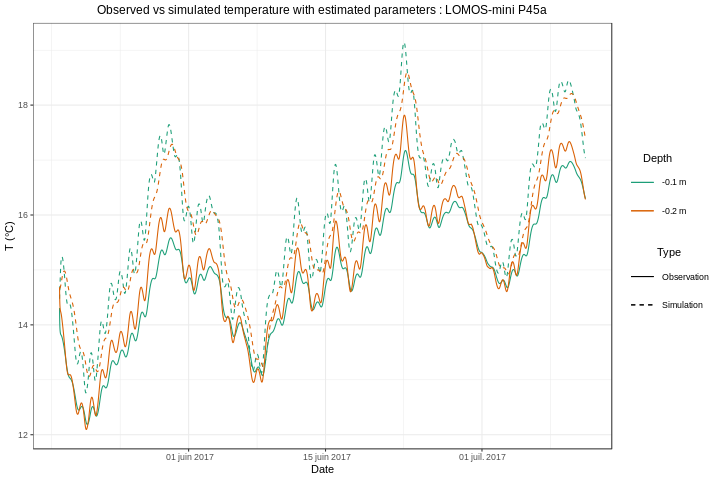 Observed vs simulated temperature with estimated parameters : LOMOS-mini P45a
T (°C)
18
16
14
12
01 juin 2017
15 juin 2017
01 juil. 2017
Date
Depth
-0.1 m
-0.2 m
Type
Observation
Simulation